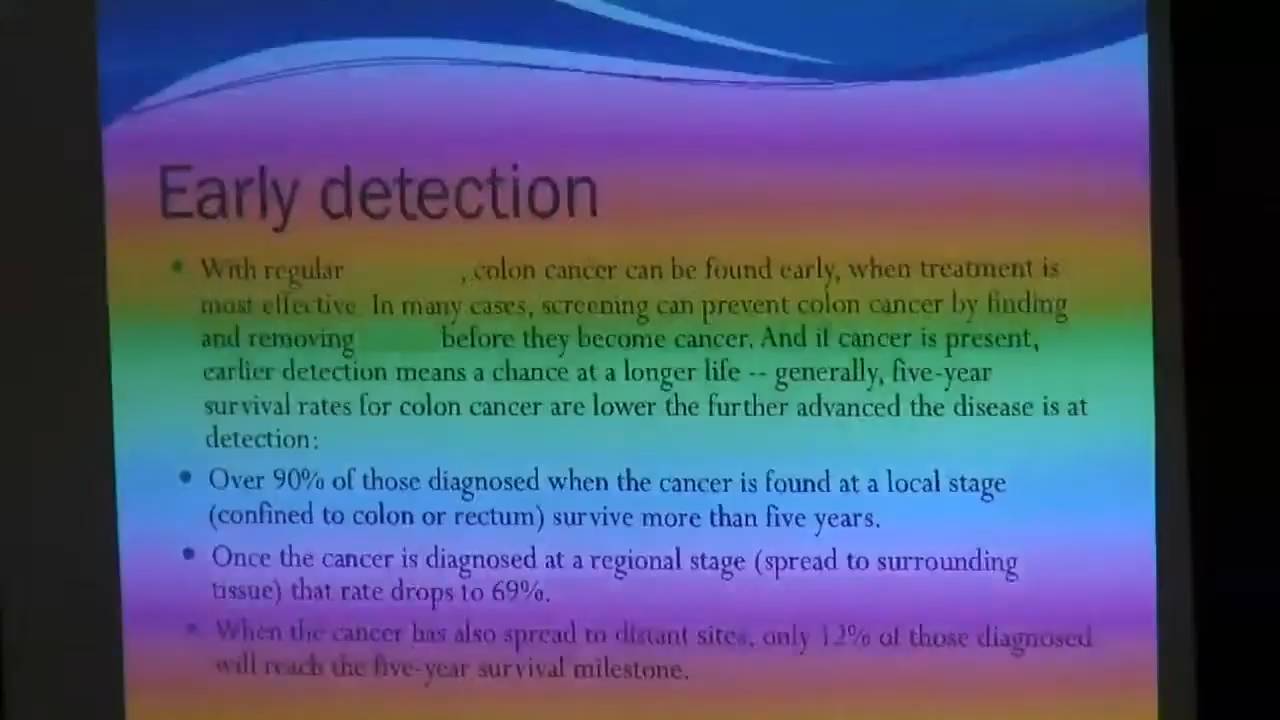 Early detection
• With regular , colon cancer can be found early, when treatment is
most effective. In many cases, screening can prevent colon cancer by finding
and removing before they become cancer. And if cancer is present,
earlier detection means a chance at a longer life -- generally, five-year
survival rates for colon cancer are lower the further advanced the disease is at
detection:
• Over 90% of those diagnosed when the cancer is found at a local stage
(confined to colon or rectum) survive more than five years.
• Once the cancer is diagnosed at a regional stage (spread to surrounding
tissue) that rate drops to 69%.
• When the cancer has also spread to distant sites, only 12% of those diagnosed
will reach the five-year survival milestone.